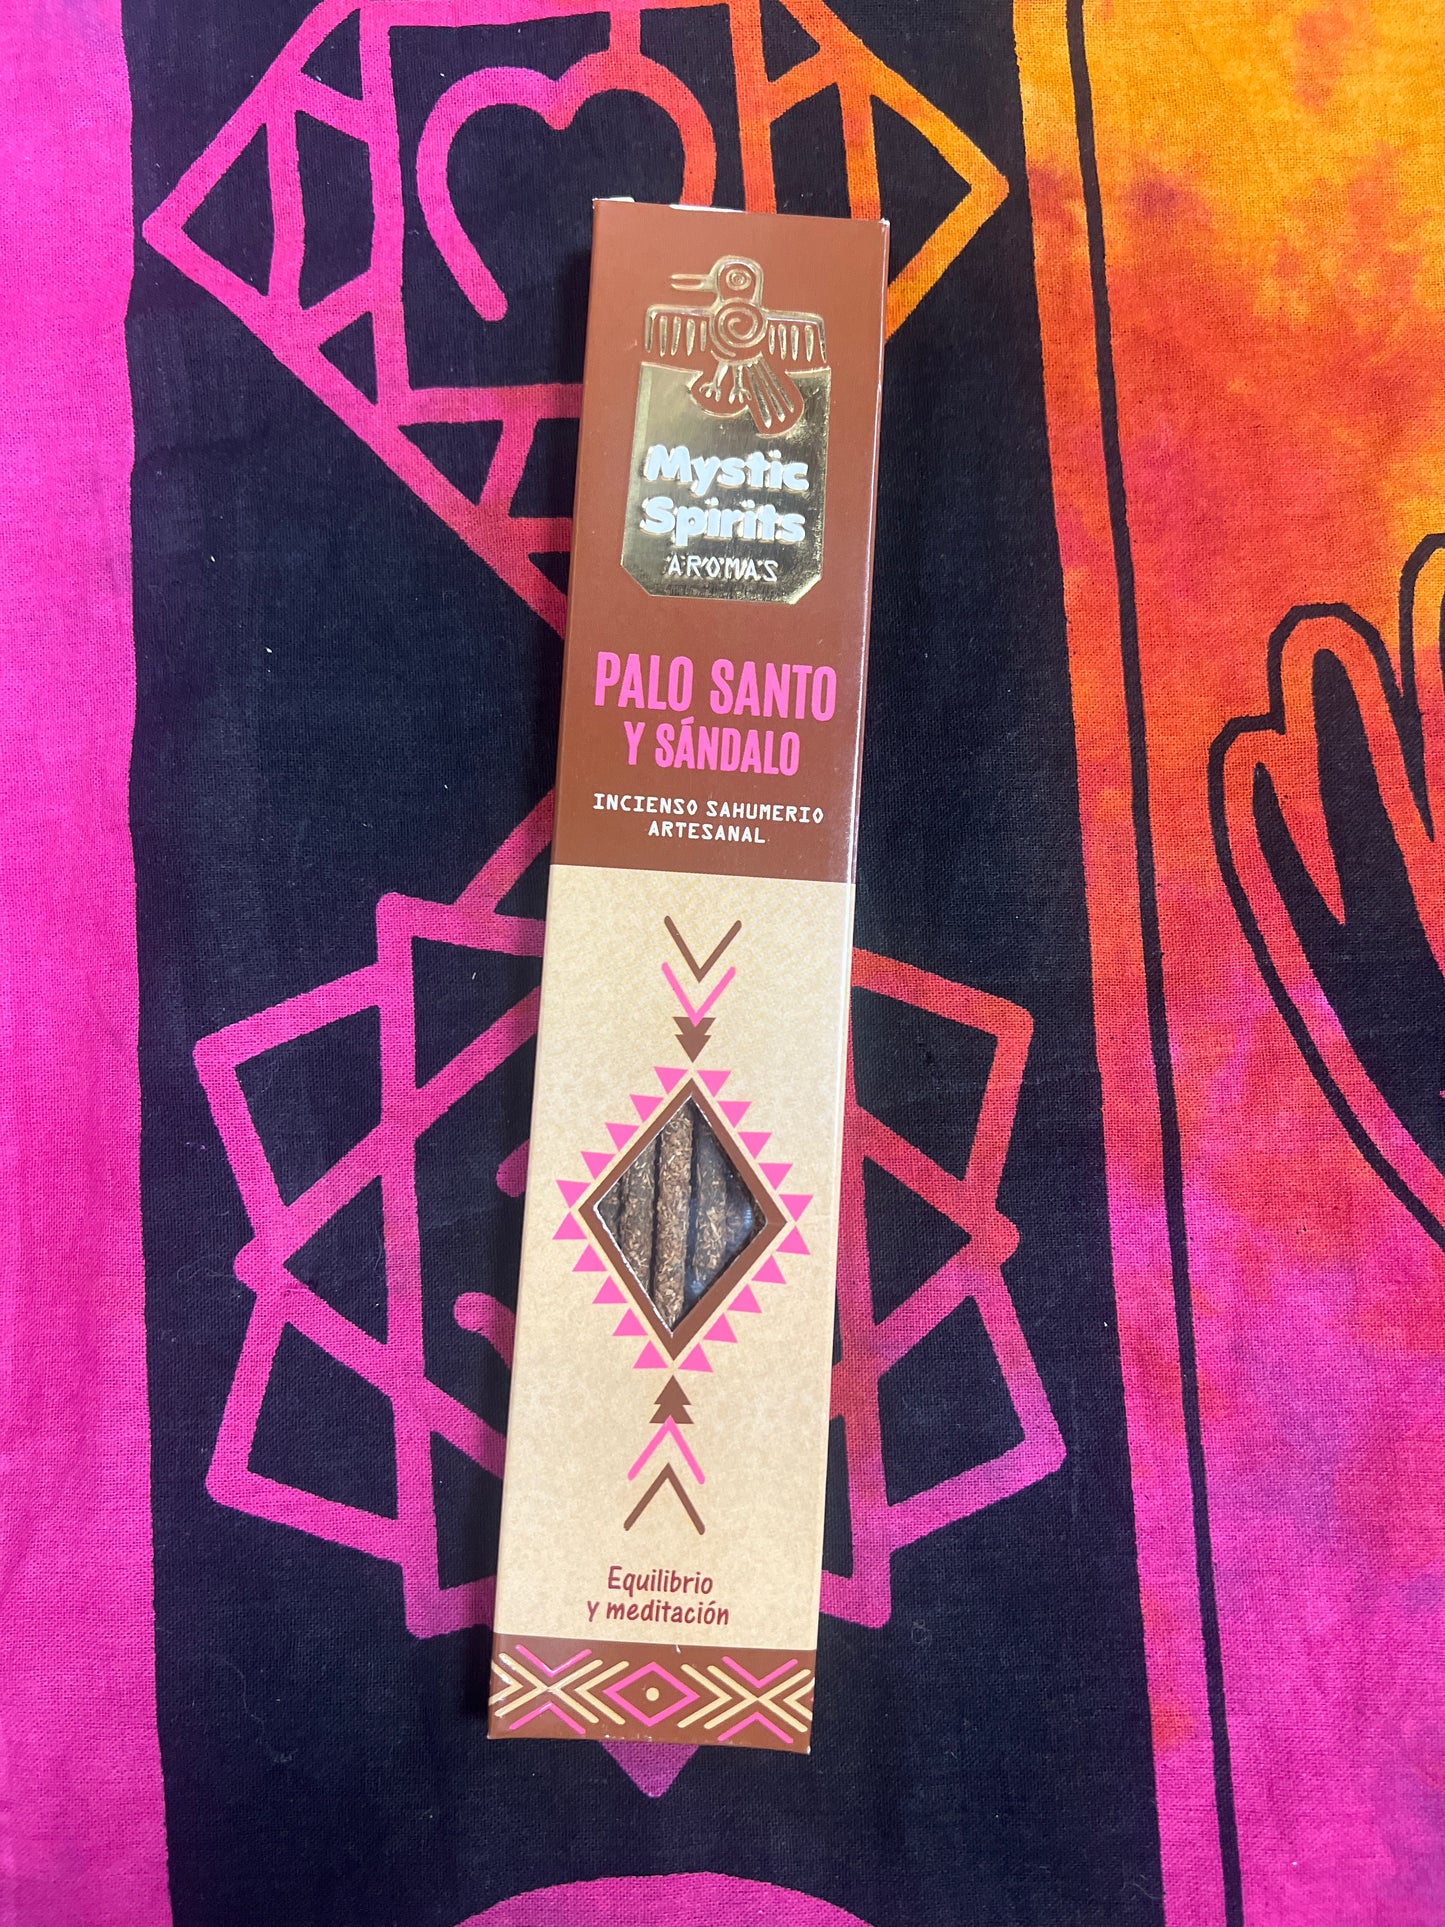 Mystic
Spirits
AROMAS
PALO SANTO
Y SÁNDALO
INCIENSO SAHUMERIO
ARTESANAL
Equilibrio
y meditación